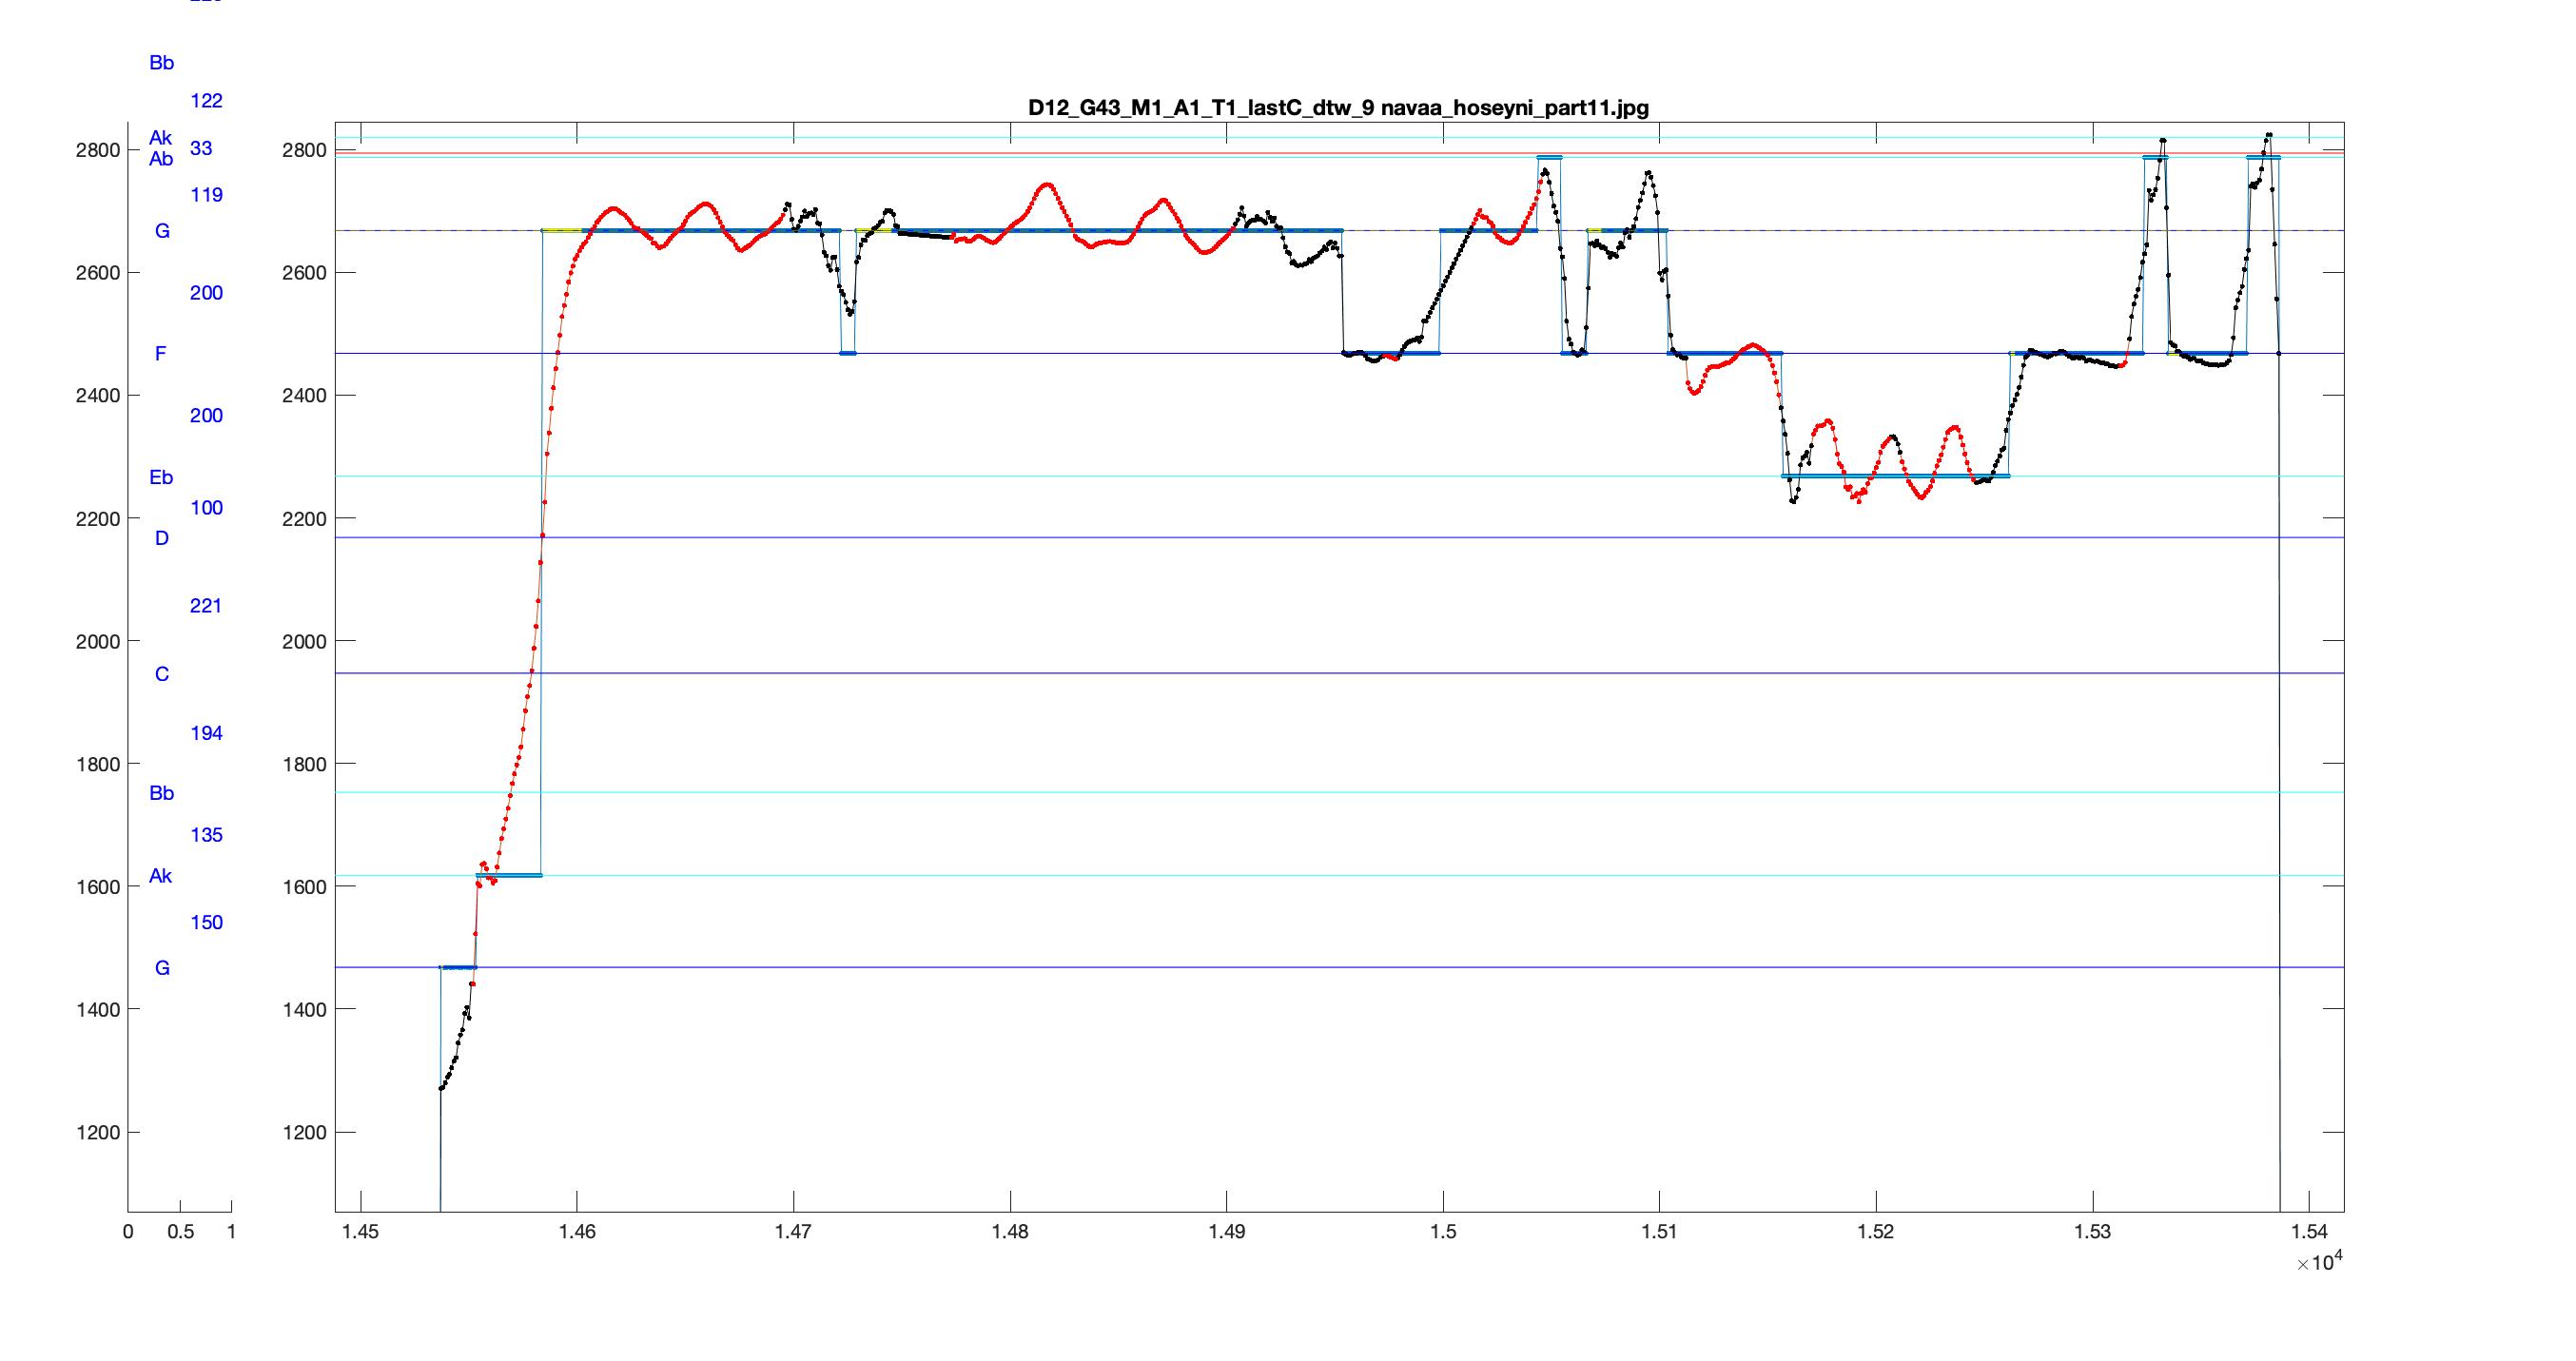 Bb
122
D12_G43_M1_A1_T1_lastC_dtw_9 navaa_hoseyni_part11.jpg
2800 Ak 33 2800
Ab
119
G
2600 2600
200
F
2400 200 2400
Eb
100
2200 2200
D
221
2000 2000
C
194
1800 1800
Bb
135
1600 Ak 1600
150
G
1400 1400
1200 1200
0 0.5 1 1.45 1.46 1.47 1.48 1.49 1.5 1.51 1.52 1.53 1.54
×10⁴